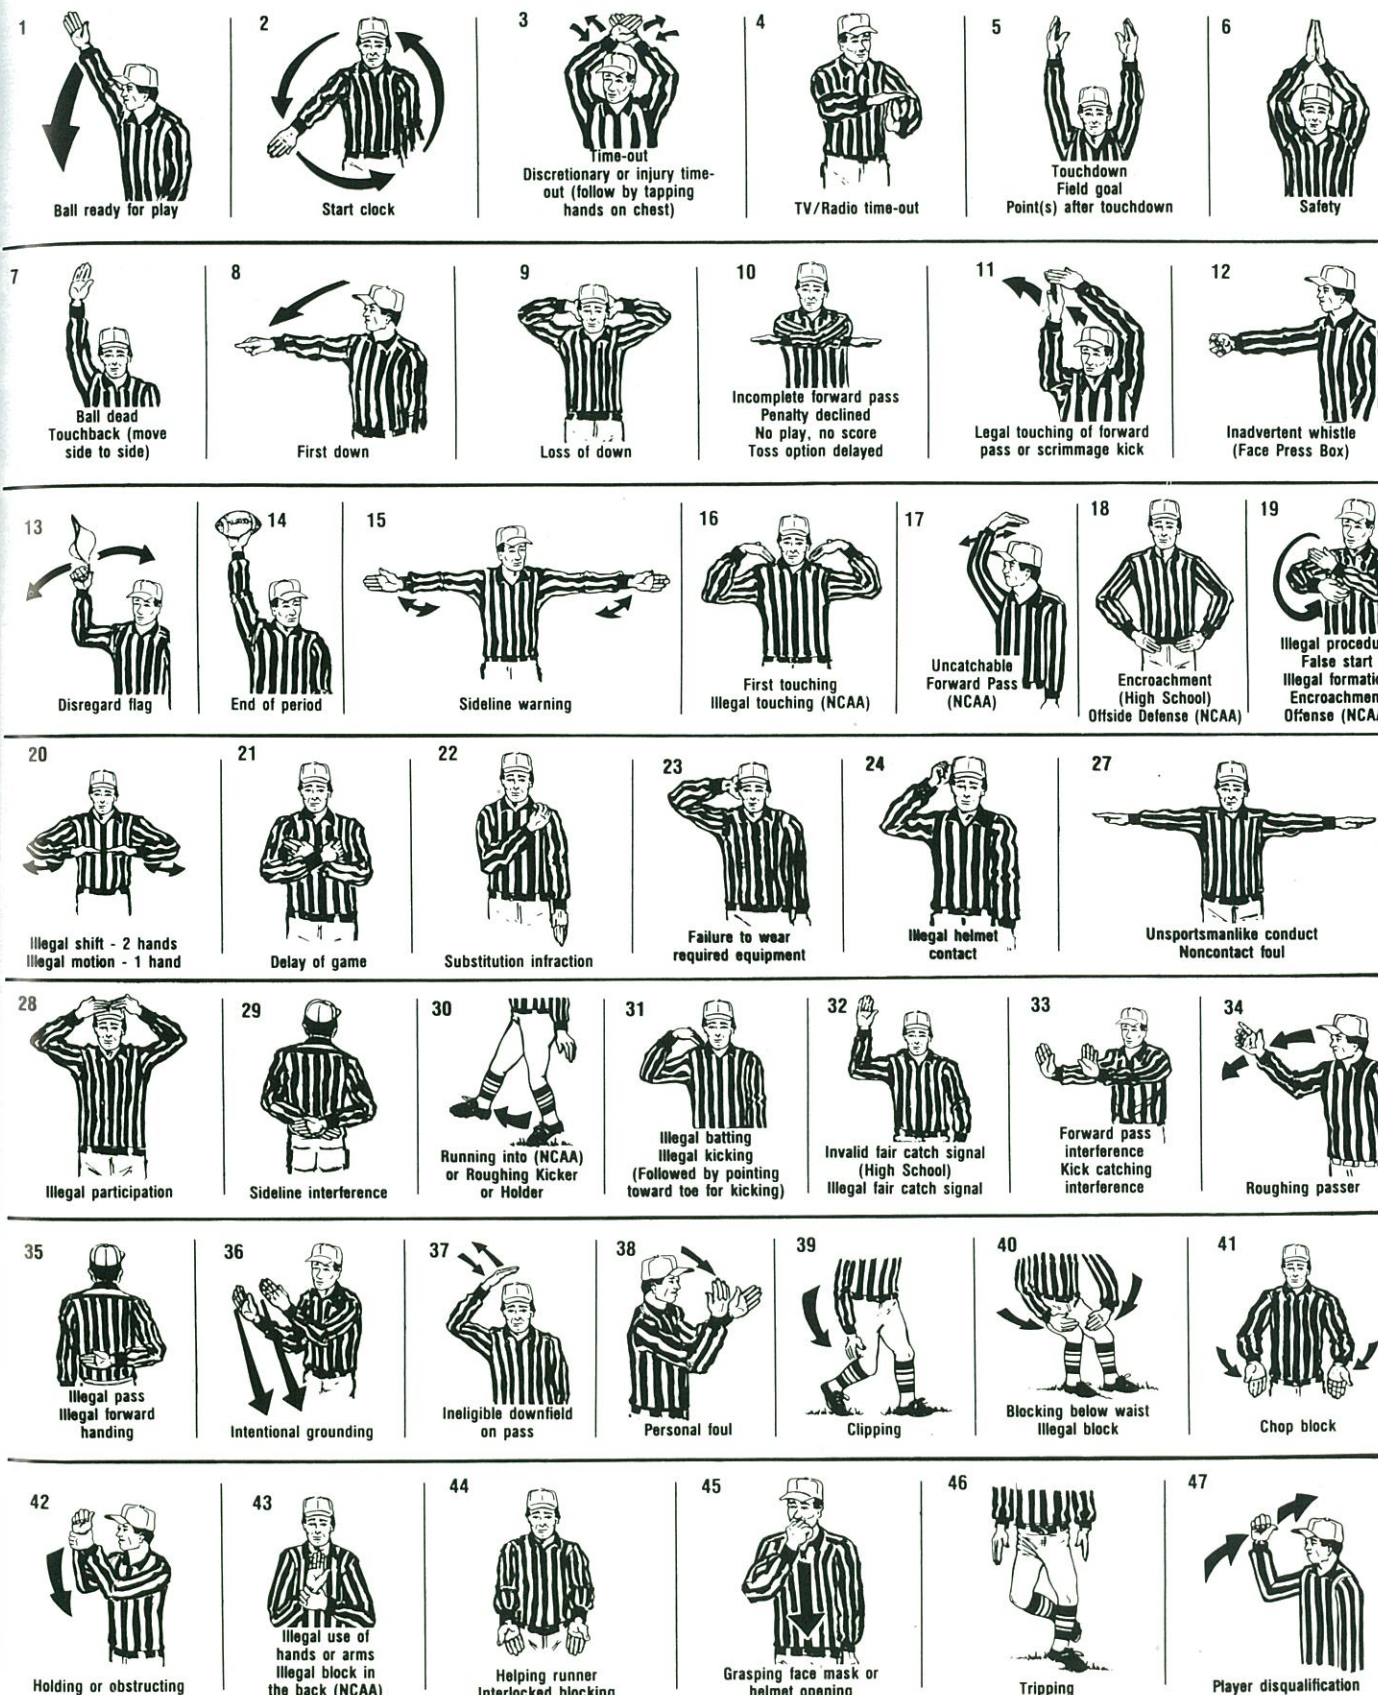 1
Ball ready for play
2
Start clock
3
Time-out
Discretionary or injury time-
out (follow by tapping
hands on chest)
4
TV/Radio time-out
5
Touchdown
Field goal
Point(s) after touchdown
6
Safety
7
Ball dead
Touchback (move
side to side)
8
First down
9
Loss of down
10
Incomplete forward pass
Penalty declined
No play, no score
Toss option delayed
11
Legal touching of forward
pass or scrimmage kick
12
Inadvertent whistle
(Face Press Box)
13
Disregard flag
14
End of period
15
Sideline warning
16
First touching
Illegal touching (NCAA)
17
Uncatchable
Forward Pass
(NCAA)
18
Encroachment
(High School)
Offside Defense (NCAA)
19
Illegal procedu
False start
Illegal formati
Encroachmen
Offense (NCA
20
Illegal shift - 2 hands
Illegal motion - 1 hand
21
Delay of game
22
Substitution infraction
23
Failure to wear
required equipment
24
Illegal helmet
contact
27
Unsportsmanlike conduct
Noncontact foul
28
Illegal participation
29
Sideline interference
30
Running into (NCAA)
or Roughing Kicker
or Holder
31
Illegal batting
Illegal kicking
(Followed by pointing
toward toe for kicking)
32
Invalid fair catch signal
(High School)
Illegal fair catch signal
33
Forward pass
interference
Kick catching
interference
34
Roughing passer
35
Illegal pass
Illegal forward
handing
36
Intentional grounding
37
Ineligible downfield
on pass
38
Personal foul
39
Clipping
40
Blocking below waist
Illegal block
41
Chop block
42
Holding or obstructing
43
Illegal use of
hands or arms
Illegal block in
the back (NCAA)
44
Helping runner
Interlocked blocking
45
Grasping face mask or
helmet opening
46
Tripping
47
Player disqualification